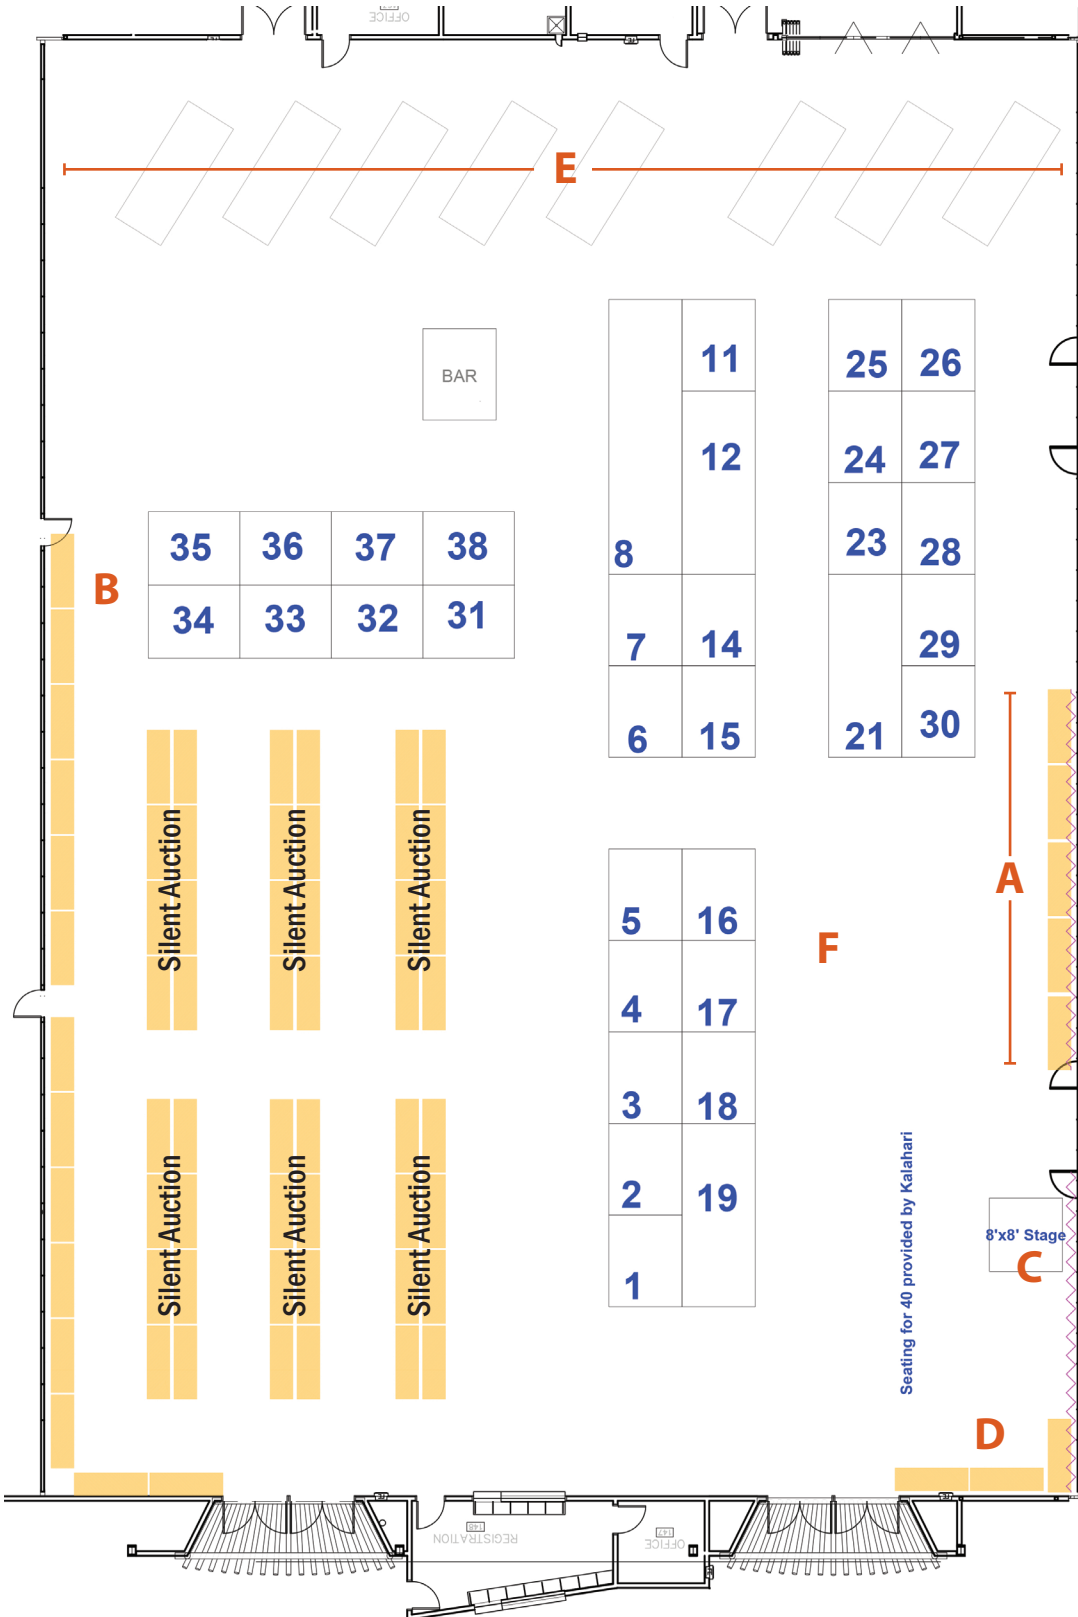 OFFICE
E
11
25 26
BAR
12
24 27
35 36 37 38
8
23 28
B
34 33 32 31
7 14
29
6 15
21 30
Silent Auction
Silent Auction
Silent Auction
A
5 16
F
4 17
3 18
2 19
1
Seating for 40 provided by Kalahari
8'x8' Stage
C
Silent Auction
Silent Auction
Silent Auction
D
148
REGISTRATION
147
OFFICE